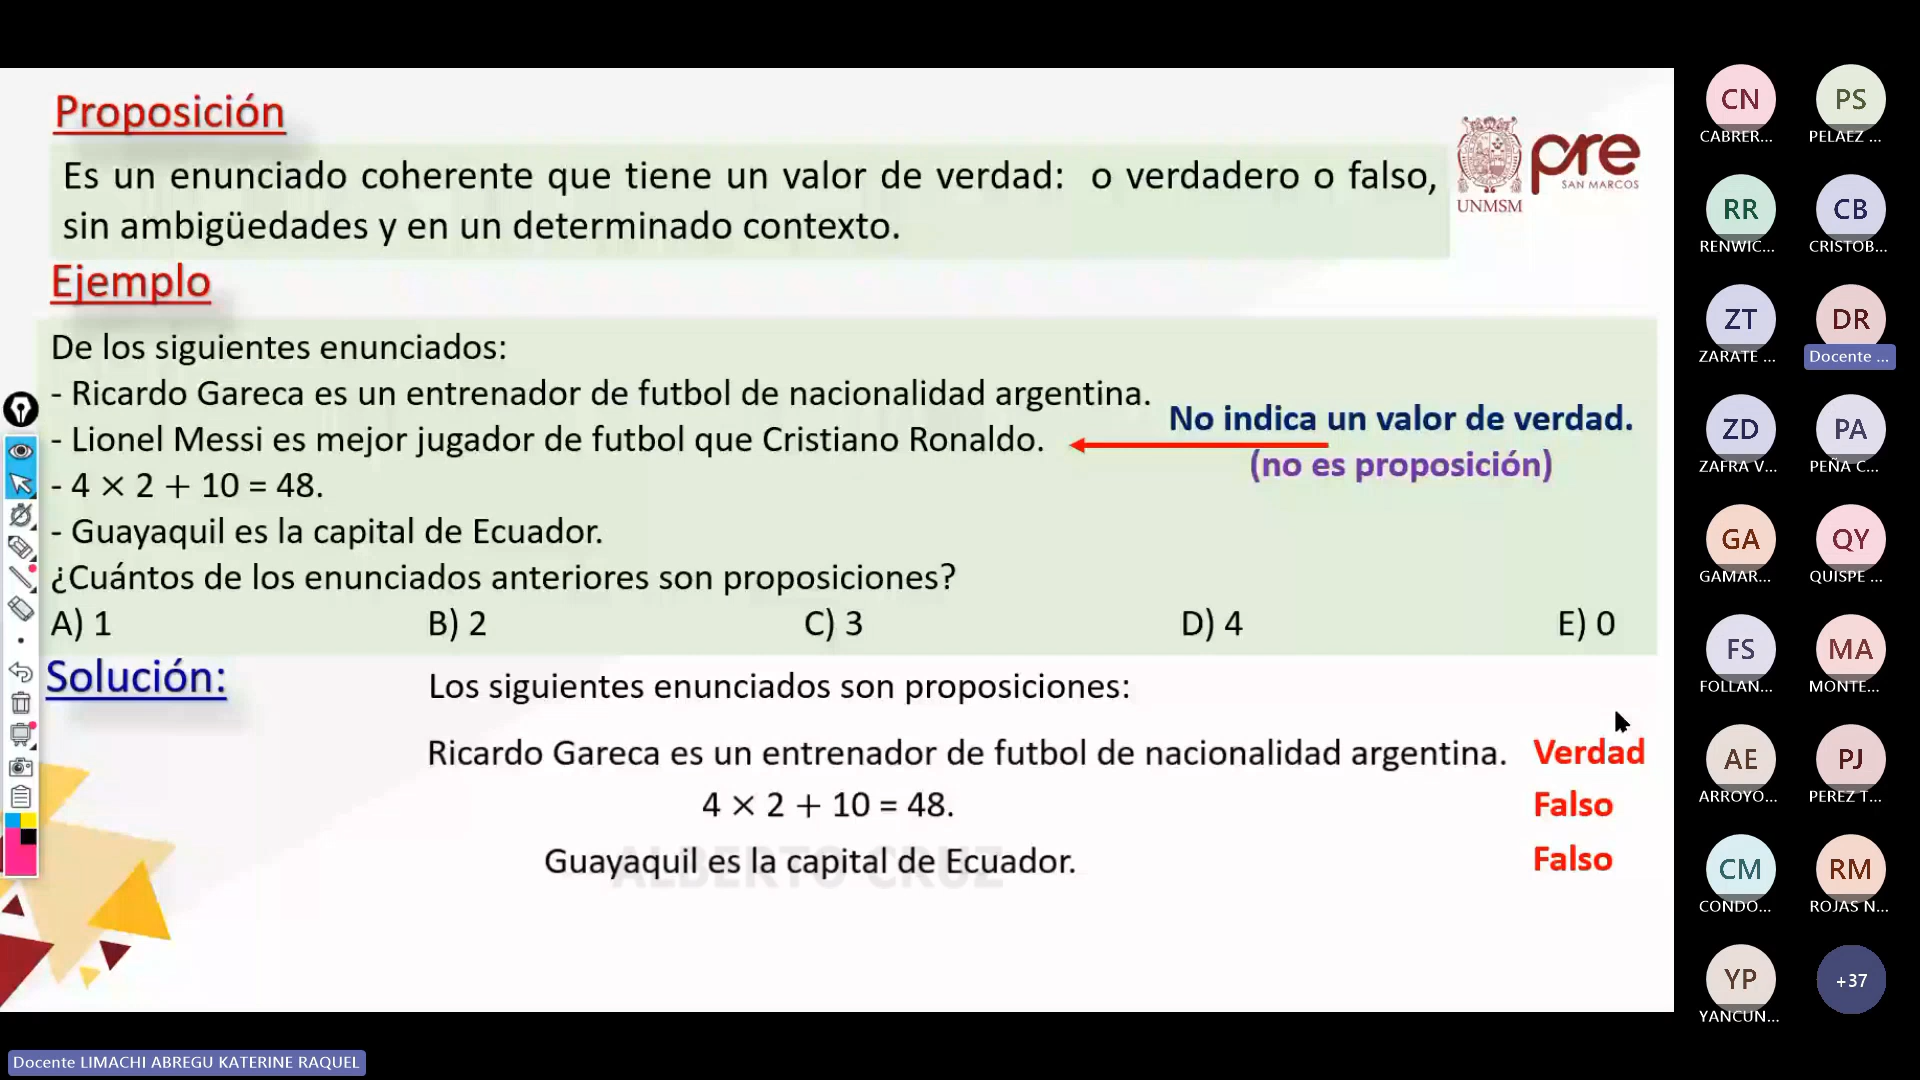 Proposición
Es un enunciado coherente que tiene un valor de verdad: o verdadero o falso,
sin ambigüedades y en un determinado contexto.
UNMSM
pre
SAN MARCOS
Ejemplo
De los siguientes enunciados:
- Ricardo Gareca es un entrenador de futbol de nacionalidad argentina.
- Lionel Messi es mejor jugador de futbol que Cristiano Ronaldo.
No indica un valor de verdad.
(no es proposición)
- 4 × 2 + 10 = 48.
- Guayaquil es la capital de Ecuador.
¿Cuántos de los enunciados anteriores son proposiciones?
A) 1 B) 2 C) 3 D) 4 E) 0
Solución:
Los siguientes enunciados son proposiciones:
Ricardo Gareca es un entrenador de futbol de nacionalidad argentina. Verdad
4 × 2 + 10 = 48. Falso
Guayaquil es la capital de Ecuador. Falso
ALBERTO CRUZ
CN PS
CABRER... PELAEZ ...
RR CB
RENWIC... CRISTOB...
ZT DR
ZARATE ... Docente ...
ZD PA
ZAFRA V... PEÑA C...
GA QY
GAMAR... QUISPE ...
FS MA
FOLLAN... MONTE...
AE PJ
ARROYO... PEREZ T...
CM RM
CONDO... ROJAS N...
YP +37
YANCUN...
Docente LIMACHI ABREGU KATERINE RAQUEL